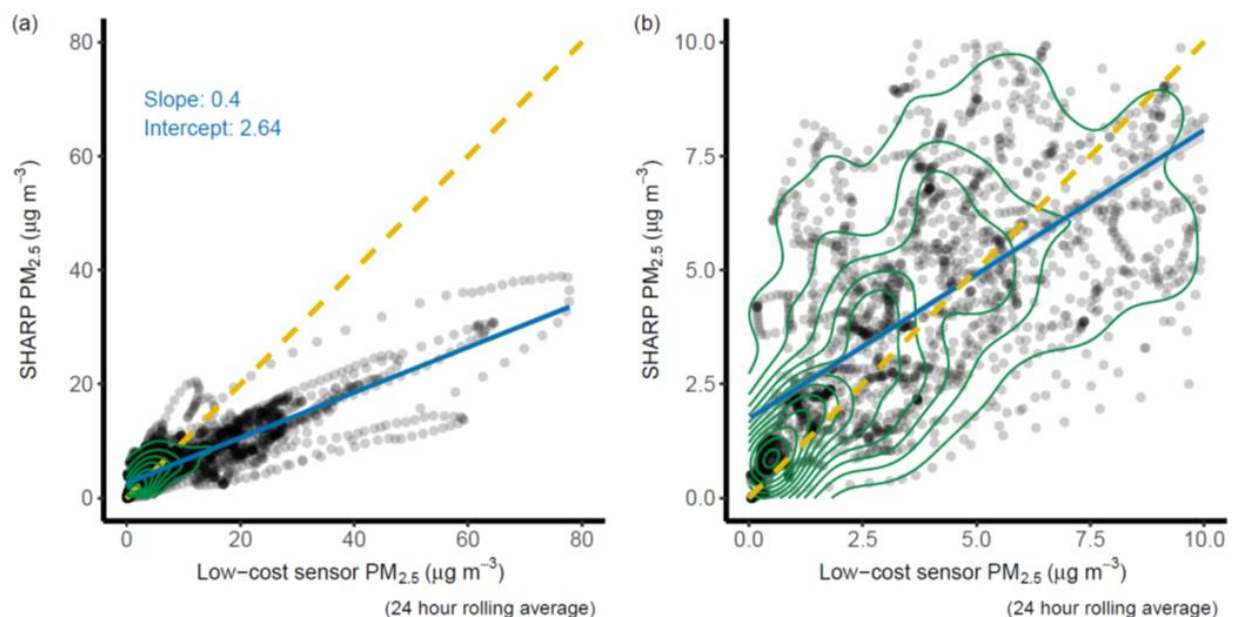 (a)
80
60
40
20
0
SHARP PM2.5 (µg m−3)
Slope: 0.4
Intercept: 2.64
0 20 40 60 80
Low−cost sensor PM2.5 (µg m−3)
(24 hour rolling average)
(b)
10.0
7.5
5.0
2.5
0.0
SHARP PM2.5 (µg m−3)
0.0 2.5 5.0 7.5 10.0
Low−cost sensor PM2.5 (µg m−3)
(24 hour rolling average)